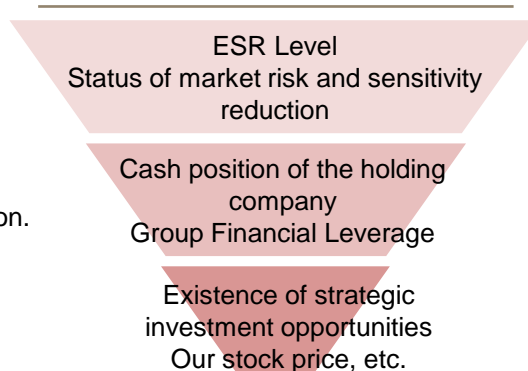 ESR Level
Status of market risk and sensitivity
reduction
Cash position of the holding
company
on.
Group Financial Leverage
Existence of strategic
investment opportunities
Our stock price, etc.